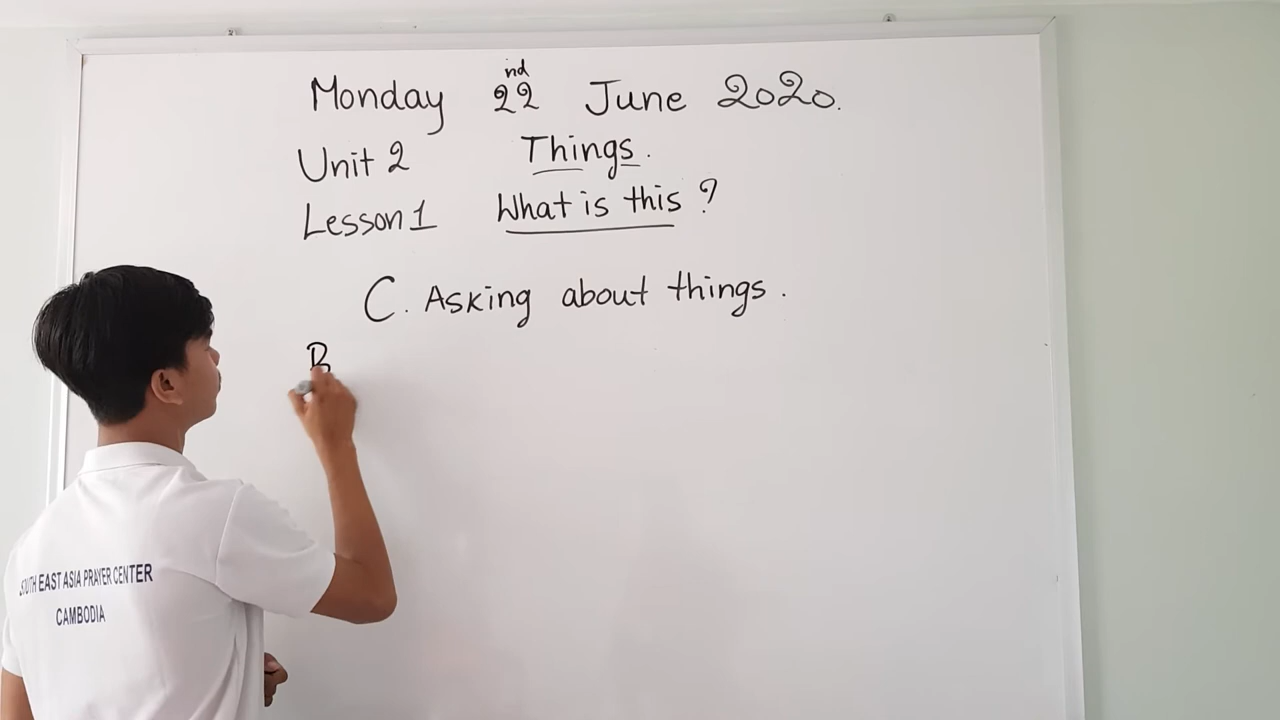 Monday 22nd June 2020.
Unit 2 Things.
Lesson 1 What is this ?
C. Asking about things.
B
SOUTH EAST ASIA PRAYER CENTER
CAMBODIA